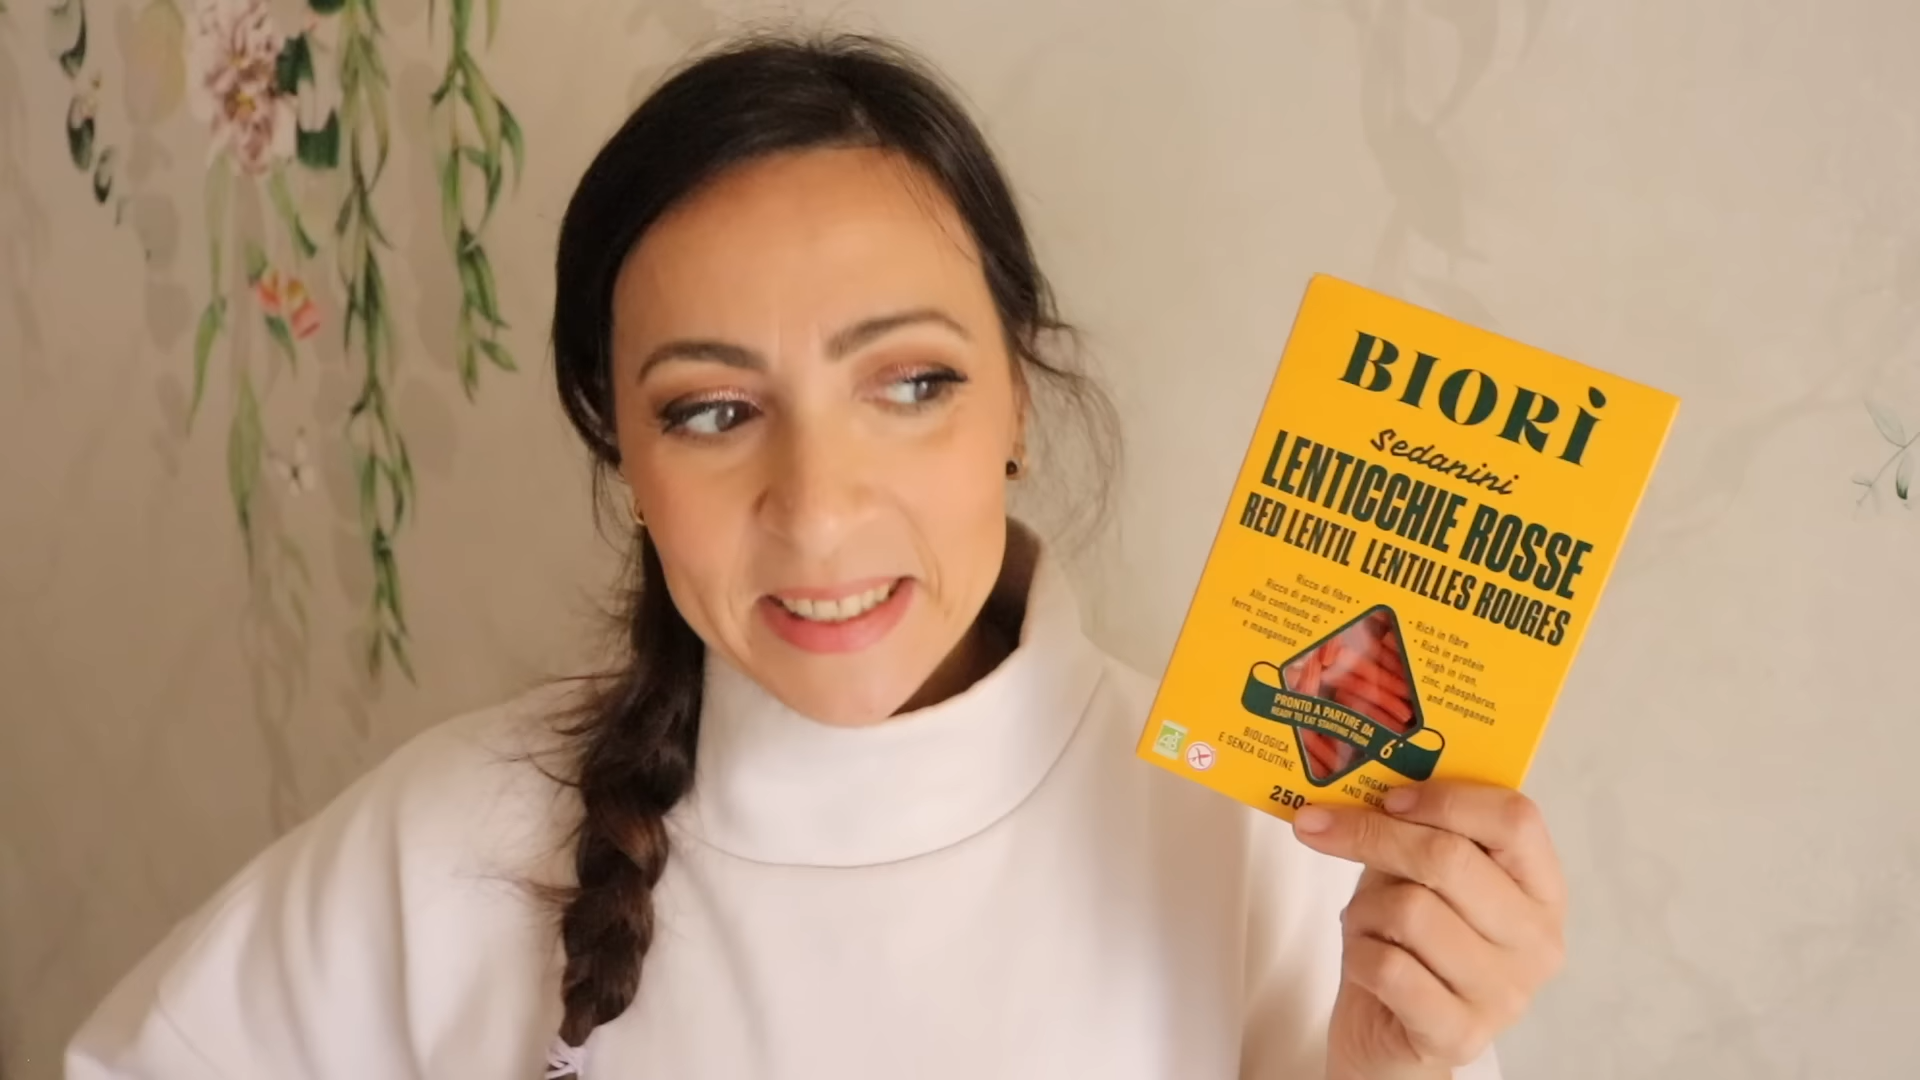 BIORÌ
Sedanini
LENTICCHIE ROSSE
RED LENTIL LENTILLES ROUGES
Ricco di fibre •
Ricco di proteine •
Alto contenuto di •
ferro, zinco, fosforo
e manganese
• Rich in fibre
• Rich in protein
• High in iron,
zinc, phosphorus,
and manganese
PRONTO A PARTIRE DA
READY TO EAT STARTING FROM
6'
BIOLOGICA
E SENZA GLUTINE
AB
ORGAN
AND GLU
250